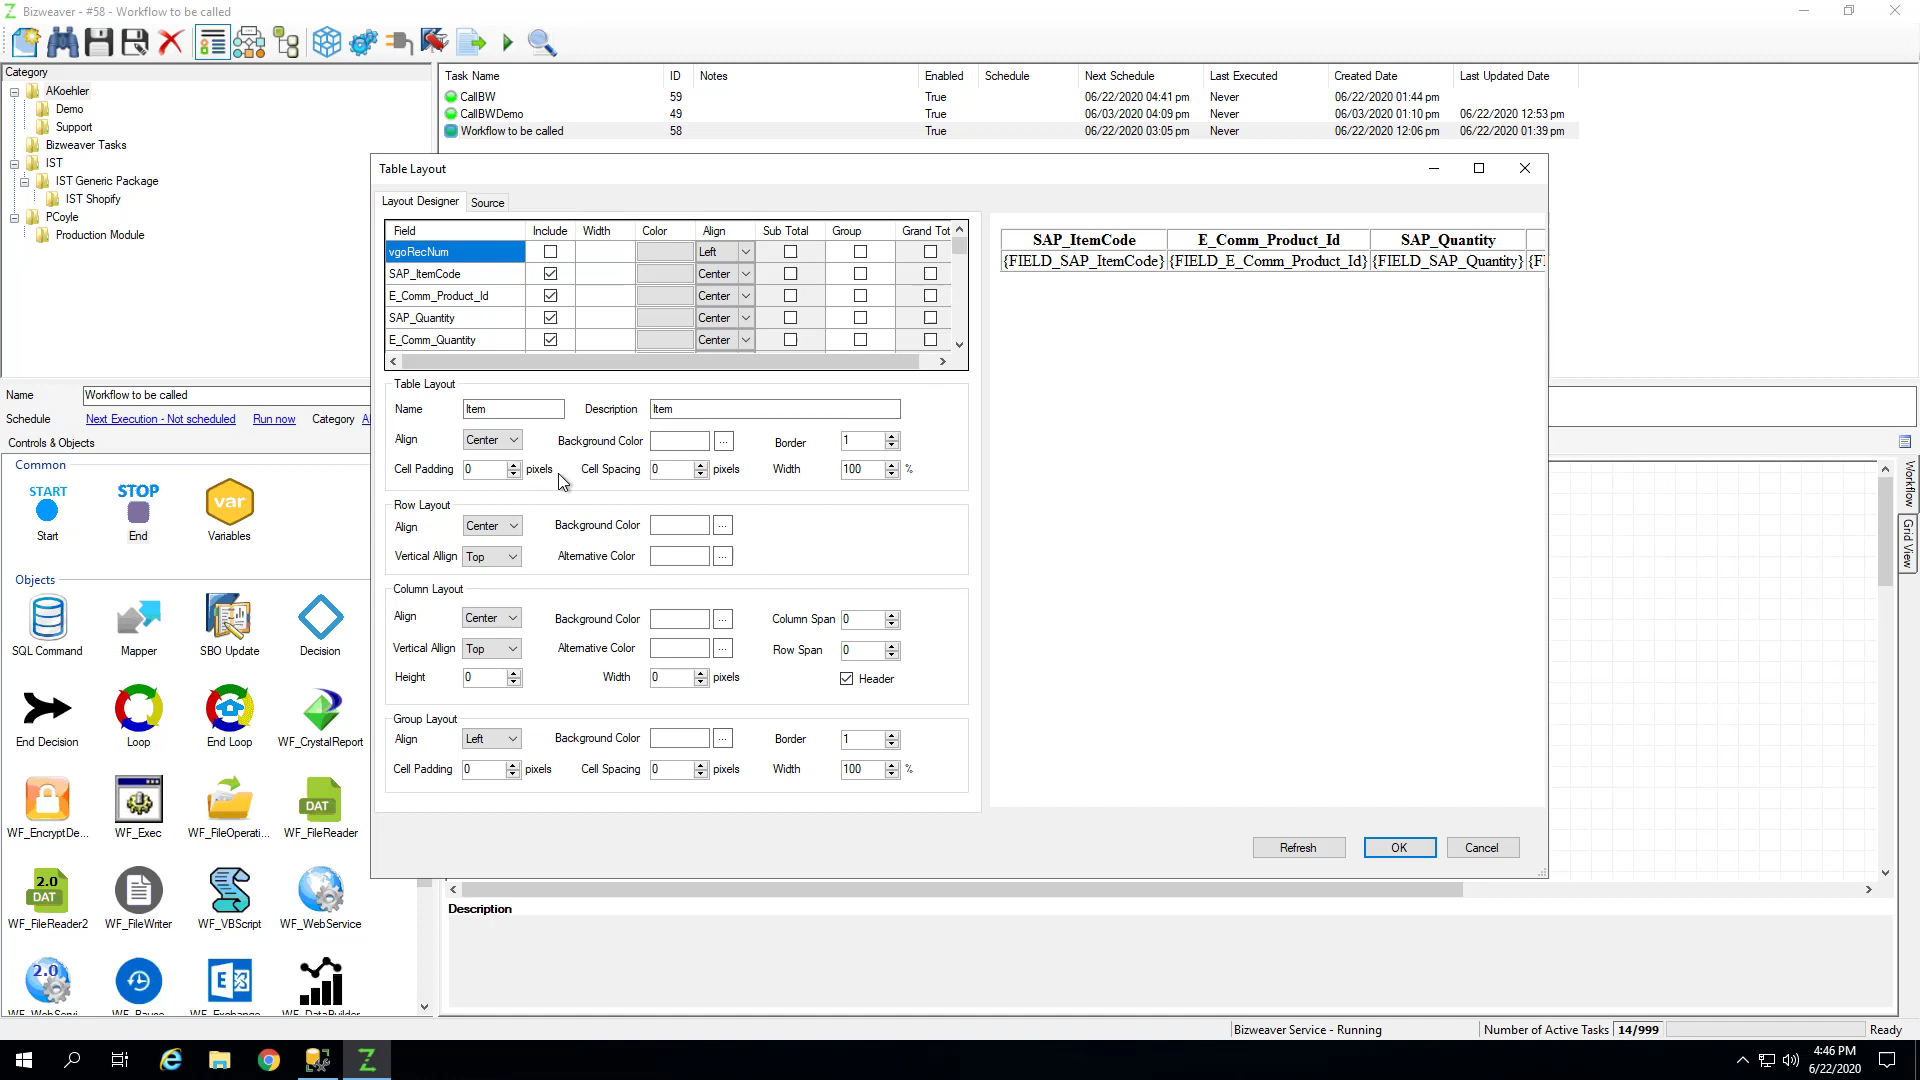 Bizweaver - #58 - Workflow to be called
Category
AKoehler
Demo
Support
Bizweaver Tasks
IST
IST Generic Package
IST Shopify
PCoyle
Production Module
Task Name ID Notes Enabled Schedule Next Schedule Last Executed Created Date Last Updated Date
CallBW 59 True 06/22/2020 04:41 pm Never 06/22/2020 01:44 pm
CallBWDemo 49 True 06/03/2020 04:09 pm Never 06/03/2020 01:10 pm 06/22/2020 12:53 pm
Workflow to be called 58 True 06/22/2020 03:05 pm Never 06/22/2020 12:06 pm 06/22/2020 01:39 pm
Name Workflow to be called
Schedule Next Execution - Not scheduled Run now Category
Controls & Objects
Common
START STOP var
Start End Variables
Objects
SQL Command Mapper SBO Update Decision
End Decision Loop End Loop WF_CrystalReport
DAT
WF_EncryptDe... WF_Exec WF_FileOperati... WF_FileReader
2.0
DAT
WF_FileReader2 WF_FileWriter WF_VBScript WF_WebService
2.0
Table Layout
Layout Designer Source
Field Include Width Color Align Sub Total Group Grand Tot
vgoRecNum Left
SAP_ItemCode Center
E_Comm_Product_Id Center
SAP_Quantity Center
E_Comm_Quantity Center
Table Layout
Name Item Description Item
Align Center Background Color ... Border 1
Cell Padding 0 pixels Cell Spacing 0 pixels Width 100 %
Row Layout
Align Center Background Color ...
Vertical Allign Top Alternative Color ...
Column Layout
Align Center Background Color ... Column Span 0
Vertical Allign Top Alternative Color ... Row Span 0
Height 0 Width 0 pixels Header
Group Layout
Align Left Background Color ... Border 1
Cell Padding 0 pixels Cell Spacing 0 pixels Width 100 %
SAP_ItemCode E_Comm_Product_Id SAP_Quantity
{FIELD_SAP_ItemCode} {FIELD_E_Comm_Product_Id} {FIELD_SAP_Quantity} {FI
Refresh OK Cancel
Workflow
Grid View
Description
Bizweaver Service - Running Number of Active Tasks 14/999 Ready
4:46 PM
6/22/2020